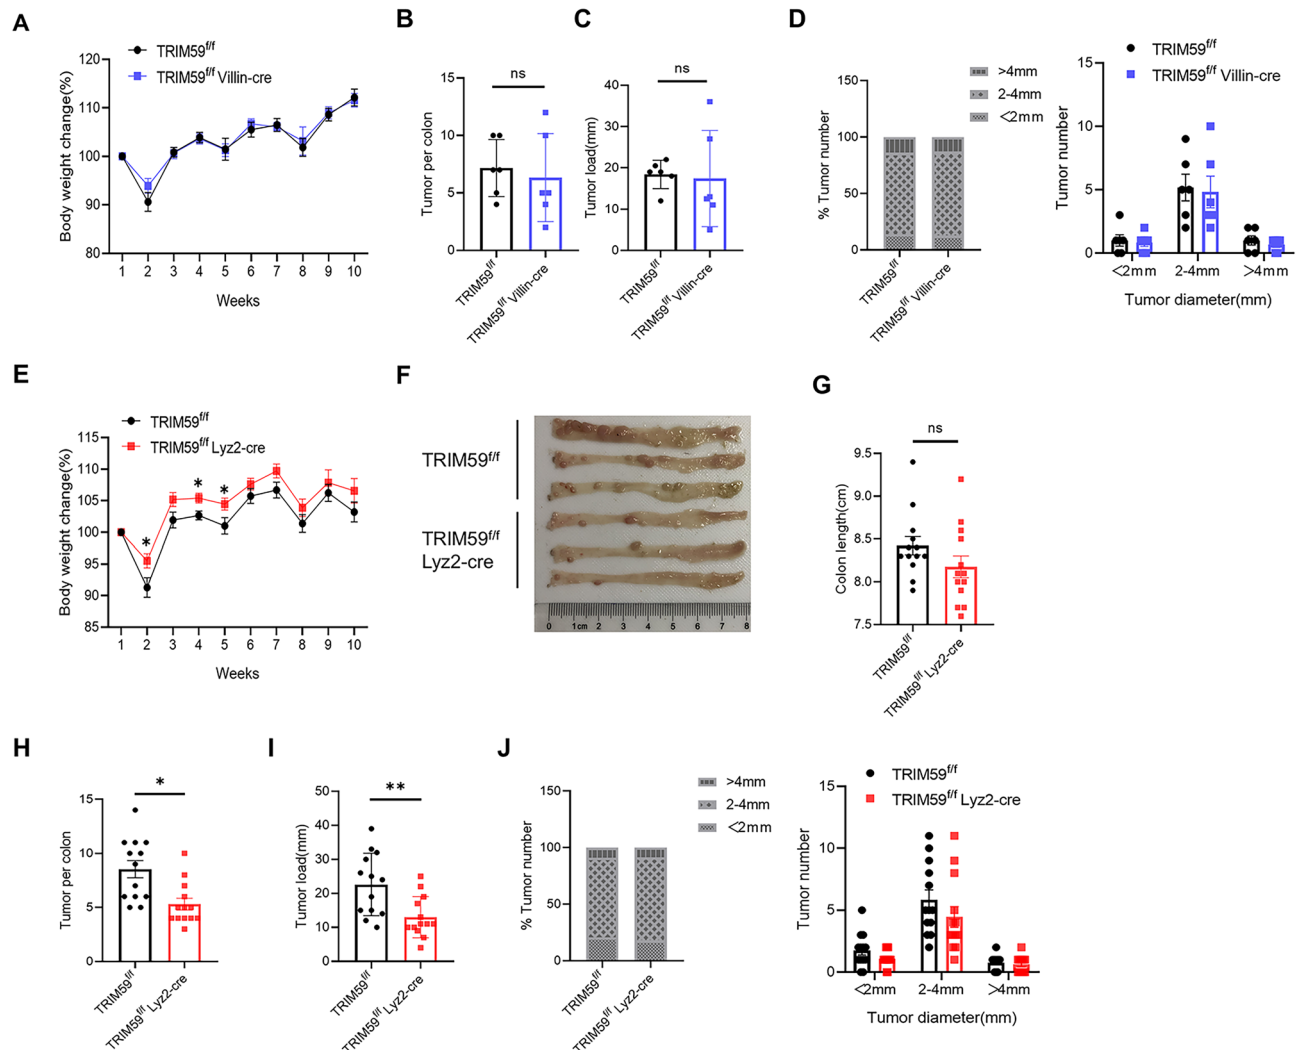 A
TRIM59f/f
TRIM59f/f Villin-cre
Body weight change(%)
120
110
100
90
80
1 2 3 4 5 6 7 8 9 10
Weeks
B
ns
Tumor per colon
15
10
5
0
TRIM59f/f
TRIM59f/f Villin-cre
C
ns
Tumor load(mm)
40
30
20
10
0
TRIM59f/f
TRIM59f/f Villin-cre
D
>4mm
2-4mm
<2mm
% Tumor number
150
100
50
0
TRIM59f/f
TRIM59f/f Villin-cre
TRIM59f/f
TRIM59f/f Villin-cre
Tumor number
15
10
5
0
<2mm 2-4mm >4mm
Tumor diameter(mm)
E
TRIM59f/f
TRIM59f/f Lyz2-cre
Body weight change(%)
115
110
105
100
95
90
85
* * *
1 2 3 4 5 6 7 8 9 10
Weeks
F
TRIM59f/f
TRIM59f/f
Lyz2-cre
0 1cm 2 3 4 5 6 7 8
G
ns
Colon length(cm)
9.5
9.0
8.5
8.0
7.5
TRIM59f/f
TRIM59f/f Lyz2-cre
H
*
Tumor per colon
15
10
5
0
TRIM59f/f
TRIM59f/f Lyz2-cre
I
**
Tumor load(mm)
50
40
30
20
10
0
TRIM59f/f
TRIM59f/f Lyz2-cre
J
>4mm
2-4mm
<2mm
% Tumor number
150
100
50
0
TRIM59f/f
TRIM59f/f Lyz2-cre
TRIM59f/f
TRIM59f/f Lyz2-cre
Tumor number
15
10
5
0
<2mm 2-4mm >4mm
Tumor diameter(mm)